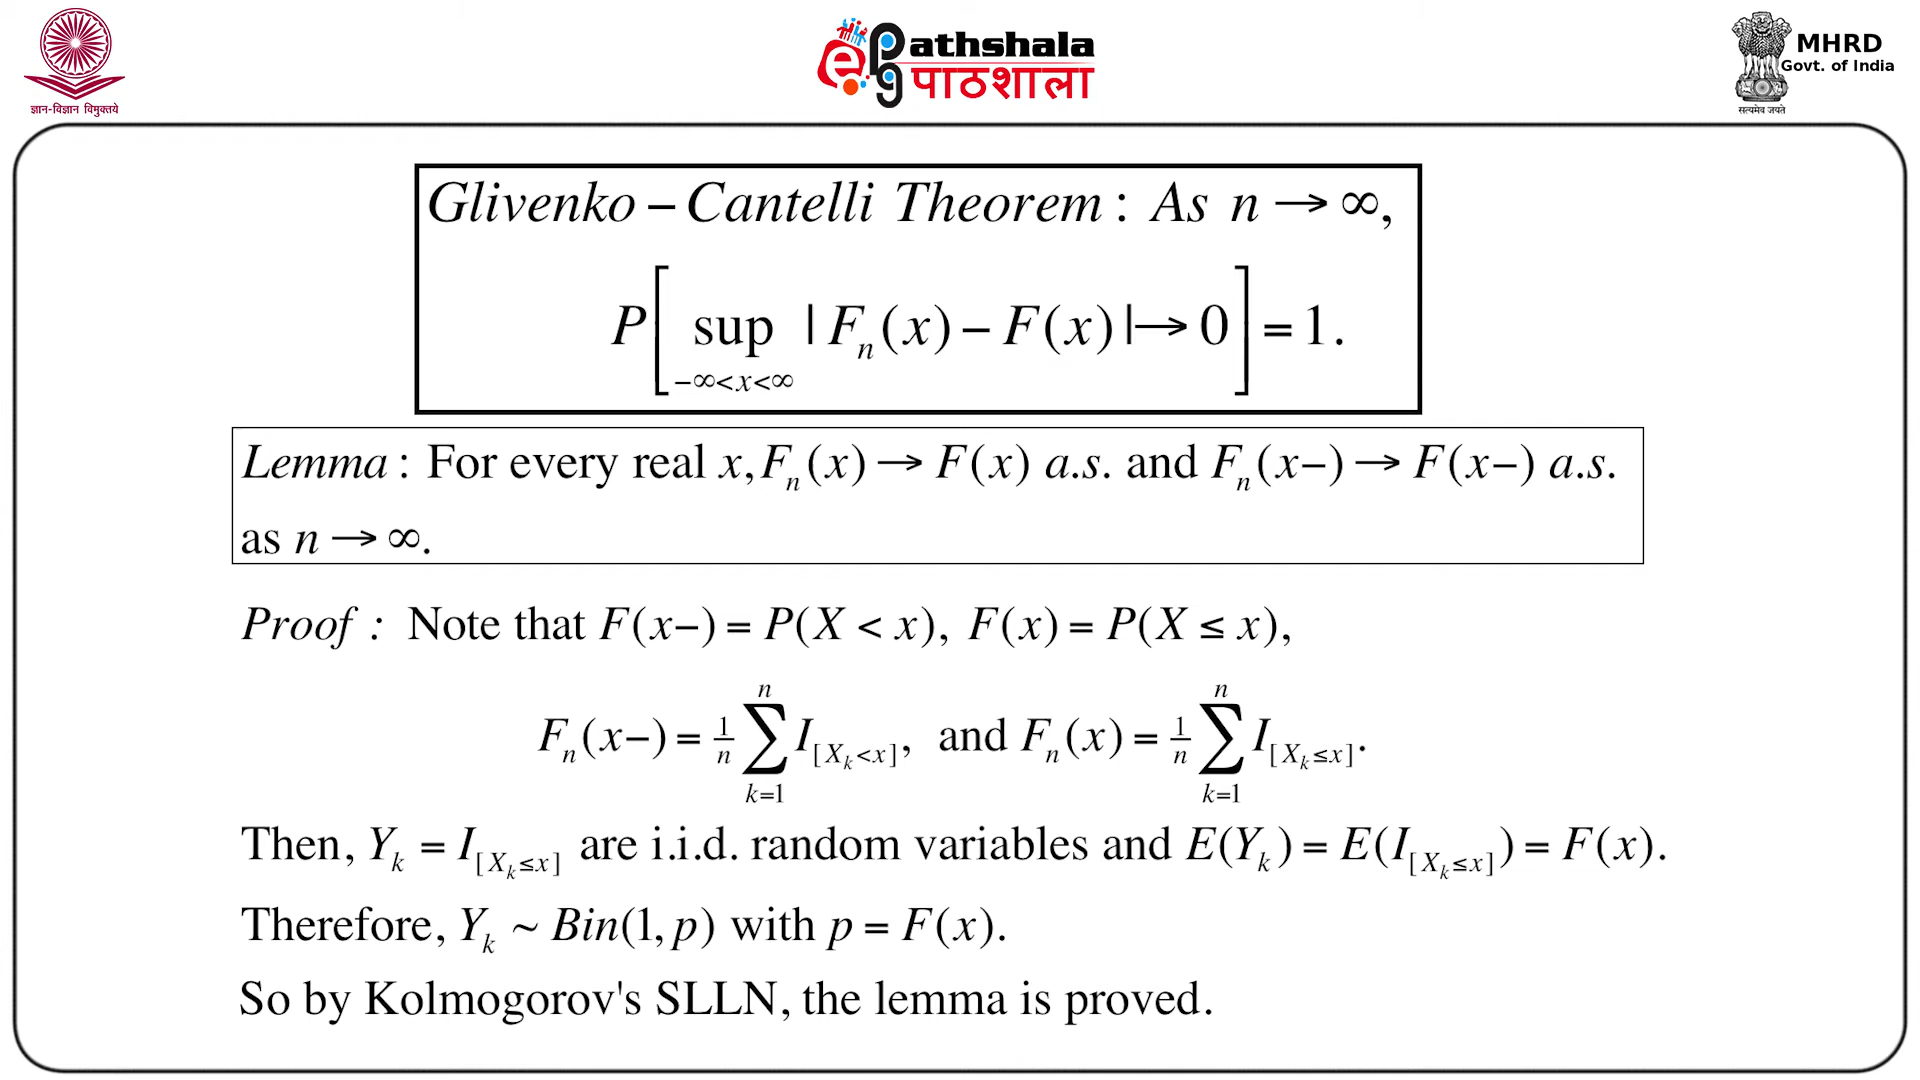 ज्ञान-विज्ञान विमुक्तये
e PG Pathshala
पाठशाला
MHRD
Govt. of India
सत्यमेव जयते
Glivenko – Cantelli Theorem : As n → ∞,
P[ sup_{−∞<x<∞} | F_n(x) − F(x) | → 0 ] = 1.
Lemma : For every real x, F_n(x) → F(x) a.s. and F_n(x−) → F(x−) a.s.
as n → ∞.
Proof : Note that F(x−) = P(X < x), F(x) = P(X ≤ x),
F_n(x−) = 1/n ∑_{k=1}^{n} I_{[X_k<x]}, and F_n(x) = 1/n ∑_{k=1}^{n} I_{[X_k≤x]}.
Then, Y_k = I_{[X_k≤x]} are i.i.d. random variables and E(Y_k) = E(I_{[X_k≤x]}) = F(x).
Therefore, Y_k ~ Bin(1, p) with p = F(x).
So by Kolmogorov's SLLN, the lemma is proved.